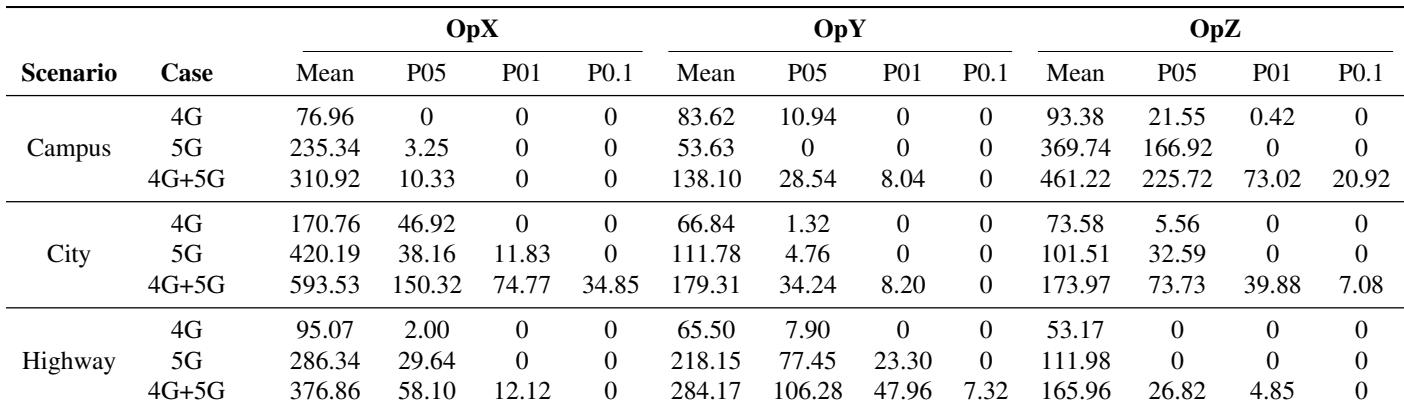 OpX OpY OpZ
Scenario Case Mean P05 P01 P0.1 Mean P05 P01 P0.1 Mean P05 P01 P0.1
4G 76.96 0 0 0 83.62 10.94 0 0 93.38 21.55 0.42 0
Campus 5G 235.34 3.25 0 0 53.63 0 0 0 369.74 166.92 0 0
4G+5G 310.92 10.33 0 0 138.10 28.54 8.04 0 461.22 225.72 73.02 20.92
4G 170.76 46.92 0 0 66.84 1.32 0 0 73.58 5.56 0 0
City 5G 420.19 38.16 11.83 0 111.78 4.76 0 0 101.51 32.59 0 0
4G+5G 593.53 150.32 74.77 34.85 179.31 34.24 8.20 0 173.97 73.73 39.88 7.08
4G 95.07 2.00 0 0 65.50 7.90 0 0 53.17 0 0 0
Highway 5G 286.34 29.64 0 0 218.15 77.45 23.30 0 111.98 0 0 0
4G+5G 376.86 58.10 12.12 0 284.17 106.28 47.96 7.32 165.96 26.82 4.85 0